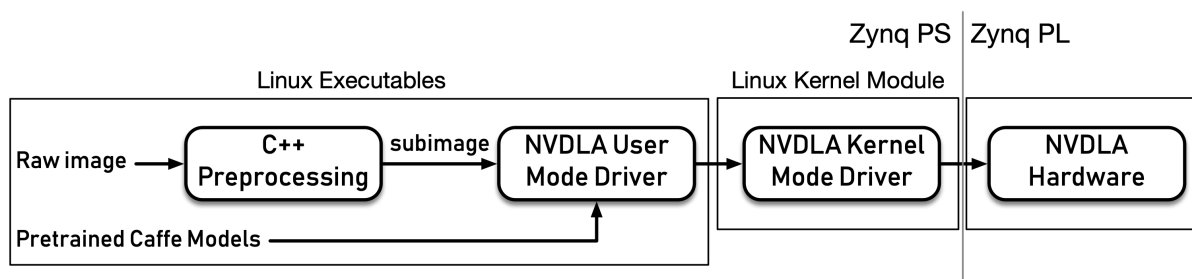 Zynq PS
Zynq PL
Linux Executables
Linux Kernel Module
Raw image
C++
Preprocessing
subimage
NVDLA User
Mode Driver
NVDLA Kernel
Mode Driver
NVDLA
Hardware
Pretrained Caffe Models